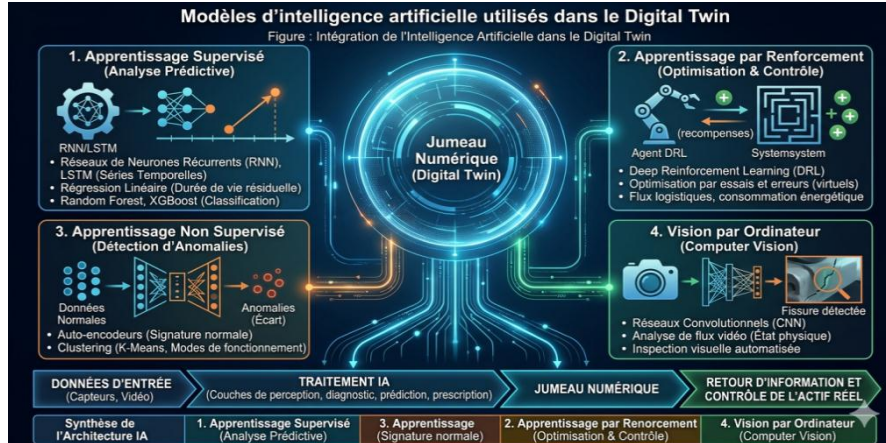 Modèles d'intelligence artificielle utilisés dans le Digital Twin
Figure : Intégration de l'Intelligence Artificielle dans le Digital Twin
1. Apprentissage Supervisé
(Analyse Prédictive)
RNN/LSTM
• Réseaux de Neurones Récurrents (RNN),
LSTM (Séries Temporelles)
• Régression Linéaire (Durée de vie résiduelle)
• Random Forest, XGBoost (Classification)
Jumeau
Numérique
(Digital Twin)
2. Apprentissage par Renforcement
(Optimisation & Contrôle)
(recompenses)
Agent DRL
Systemsystem
• Deep Reinforcement Learning (DRL)
• Optimisation par essais et erreurs (virtuels)
• Flux logistiques, consommation énergétique
3. Apprentissage Non Supervisé
(Détection d'Anomalies)
Données
Normales
Anomalies
(Écart)
• Auto-encodeurs (Signature normale)
• Clustering (K-Means, Modes de fonctionnement)
4. Vision par Ordinateur
(Computer Vision)
Fissure détectée
• Réseaux Convolutionnels (CNN)
• Analyse de flux vidéo (État physique)
• Inspection visuelle automatisée
DONNÉES D'ENTRÉE
(Capteurs, Vidéo)
TRAITEMENT IA
(Couches de perception, diagnostic, prédiction, prescription)
JUMEAU NUMÉRIQUE
RETOUR D'INFORMATION ET
CONTRÔLE DE L'ACTIF RÉEL
Synthèse de
l'Architecture IA
1. Apprentissage Supervisé
(Analyse Prédictive)
3. Apprentissage
(Signature normale)
2. Apprentissage par Renorcement
(Optimisation & Contrôle)
4. Vision par Ordinateur
(Computer Vision)